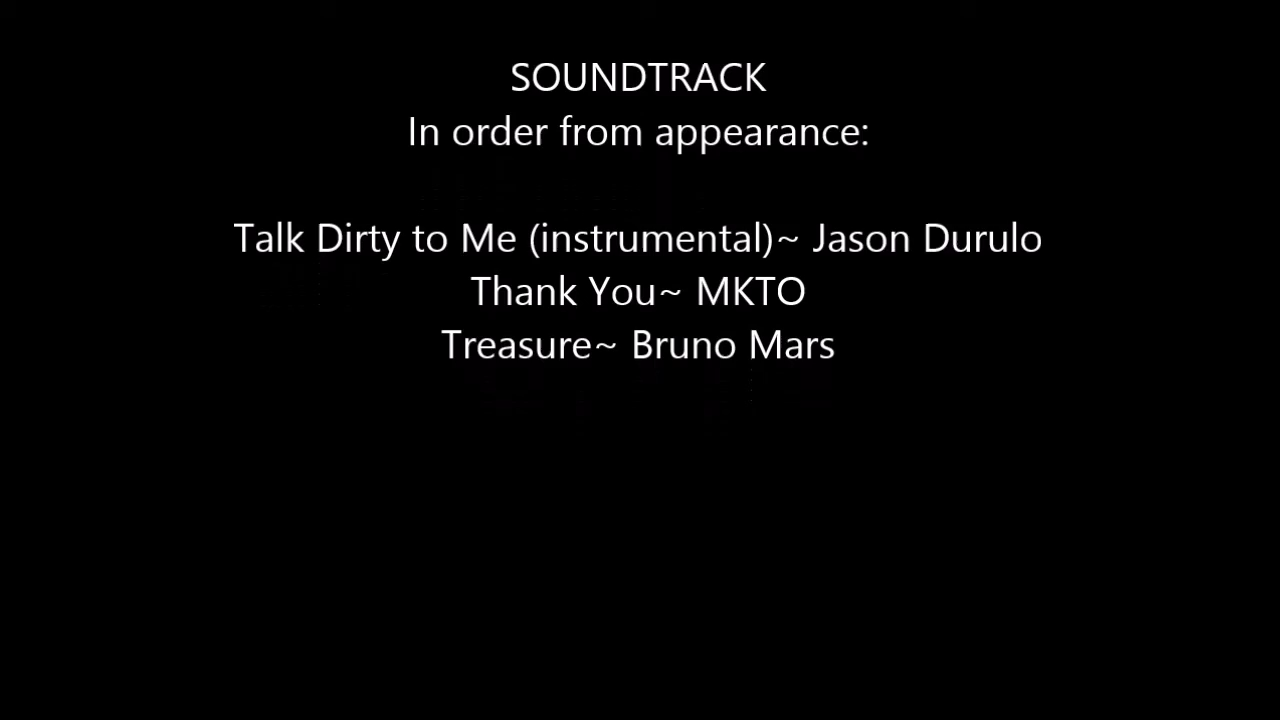 SOUNDTRACK
In order from appearance:
Talk Dirty to Me (instrumental)~ Jason Durulo
Thank You~ MKTO
Treasure~ Bruno Mars